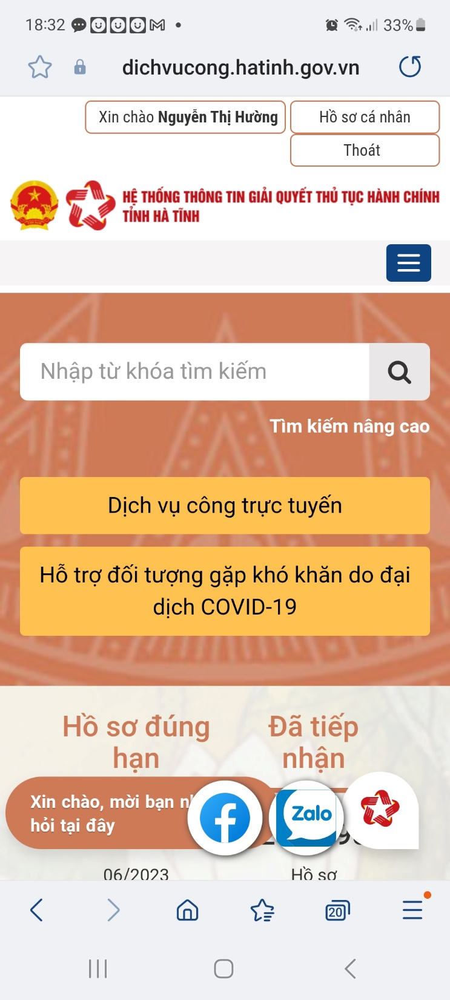 18:32
33%
dichvucong.hatinh.gov.vn
Xin chào Nguyễn Thị Hường
Hồ sơ cá nhân
Thoát
HỆ THỐNG THÔNG TIN GIẢI QUYẾT THỦ TỤC HÀNH CHÍNH
TỈNH HÀ TĨNH
Nhập từ khóa tìm kiếm
Tìm kiếm nâng cao
Dịch vụ công trực tuyến
Hỗ trợ đối tượng gặp khó khăn do đại
dịch COVID-19
Hồ sơ đúng
hạn
Đã tiếp
nhận
Xin chào, mời bạn
hỏi tại đây
Zalo
06/2023
Hồ sơ
20